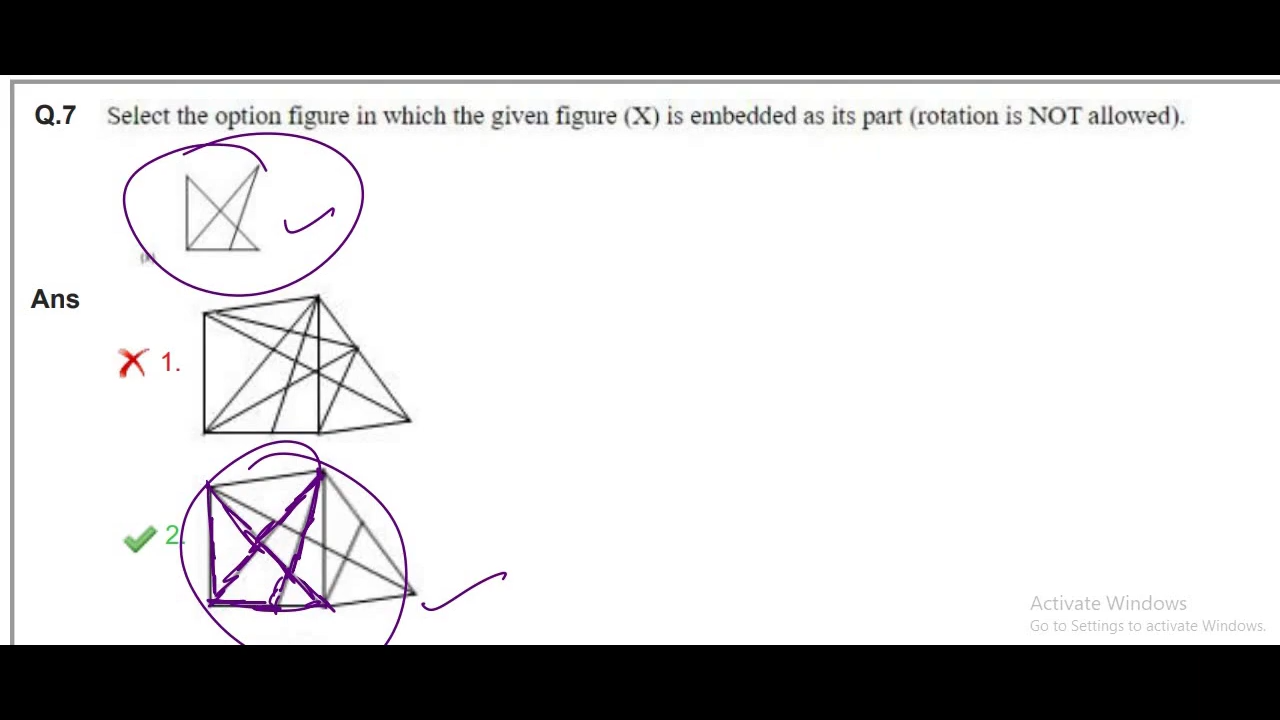 Q.7 Select the option figure in which the given figure (X) is embedded as its part (rotation is NOT allowed).
Ans
1.
2.
Activate Windows
Go to Settings to activate Windows.